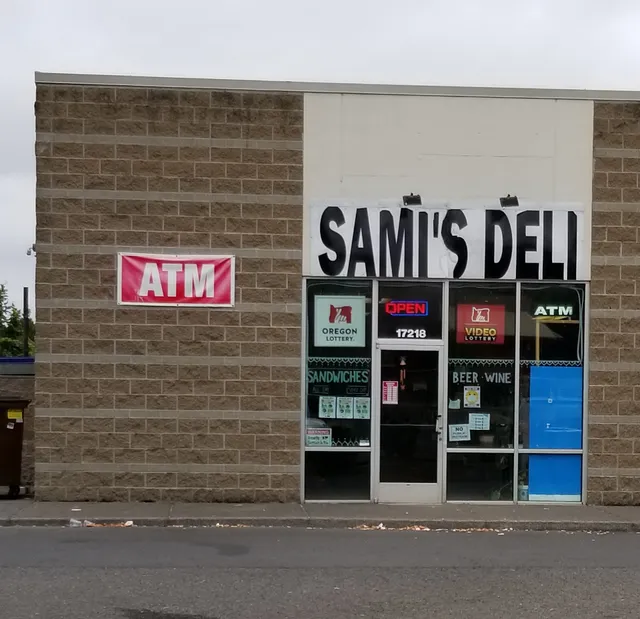 SAMI'S DELI
ATM
OREGON
LOTTERY
OPEN
17218
VIDEO
LOTTERY
ATM
SANDWICHES
BEER WINE
NO